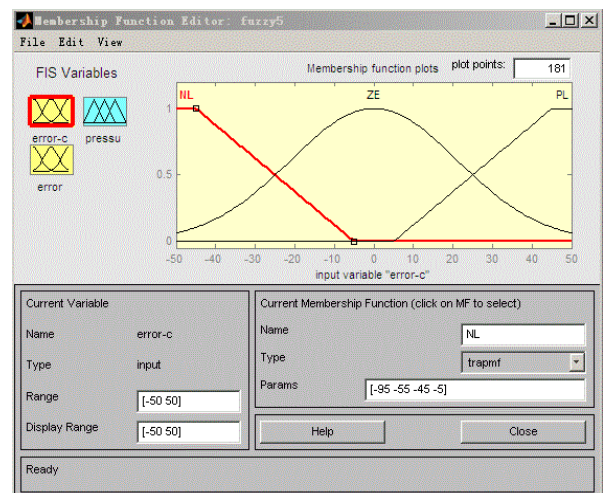 Membership Function Editor: fuzzy5
File Edit View
FIS Variables
Membership function plots plot points: 181
NL ZE PL
error-c pressu
error
1
0.5
0
-50 -40 -30 -20 -10 0 10 20 30 40 50
input variable "error-c"
Current Variable
Name error-c
Type input
Range [-50 50]
Display Range [-50 50]
Current Membership Function (click on MF to select)
Name NL
Type trapmf
Params [-95 -55 -45 -5]
Help Close
Ready